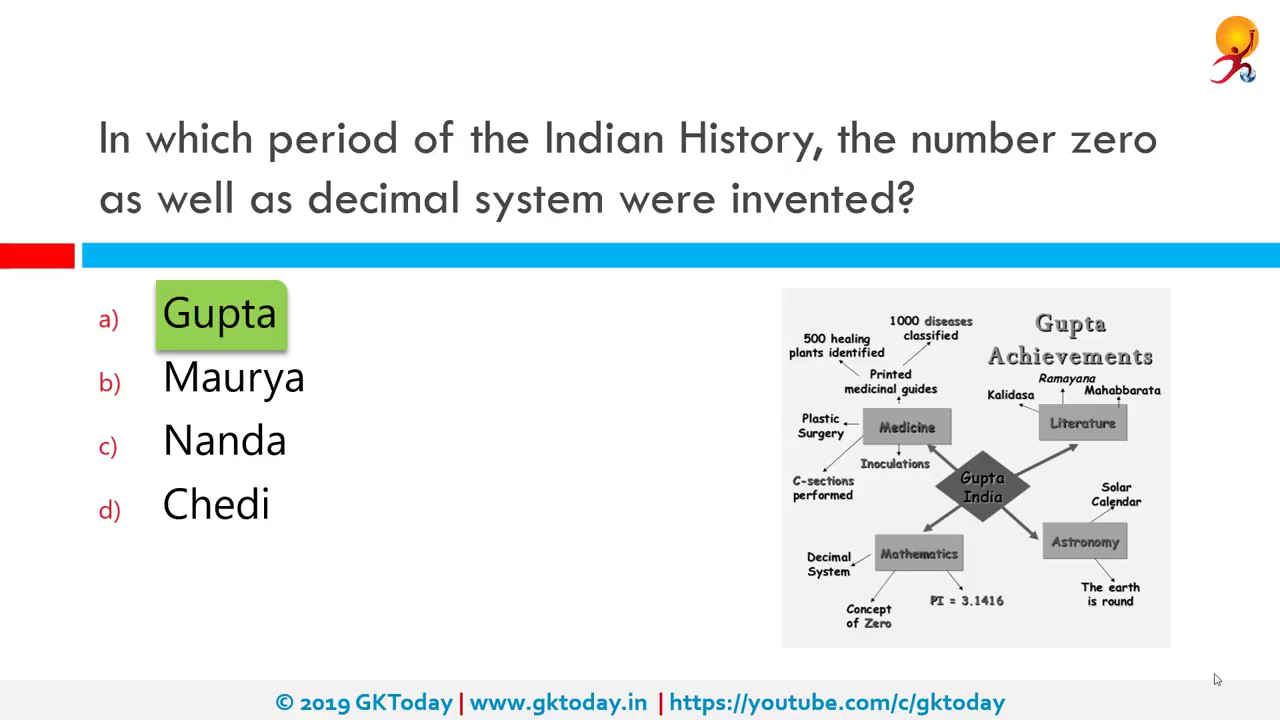 In which period of the Indian History, the number zero
as well as decimal system were invented?
a) Gupta
b) Maurya
c) Nanda
d) Chedi
Gupta
Achievements
1000 diseases
classified
500 healing
plants identified
Printed
medicinal guides
Plastic
Surgery
Medicine
Inoculations
C-sections
performed
Kalidasa
Ramayana
Mahabbarata
Literature
Gupta
India
Solar
Calendar
Astronomy
The earth
is round
Mathematics
Decimal
System
Concept
of Zero
PI = 3.1416
© 2019 GKToday | www.gktoday.in | https://youtube.com/c/gktoday